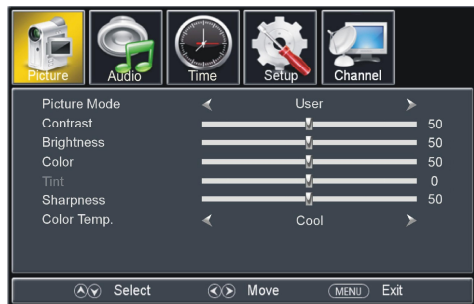 Picture Audio Time Setup Channel
Picture Mode User
Contrast 50
Brightness 50
Color 50
Tint 0
Sharpness 50
Color Temp. Cool
Select Move MENU Exit